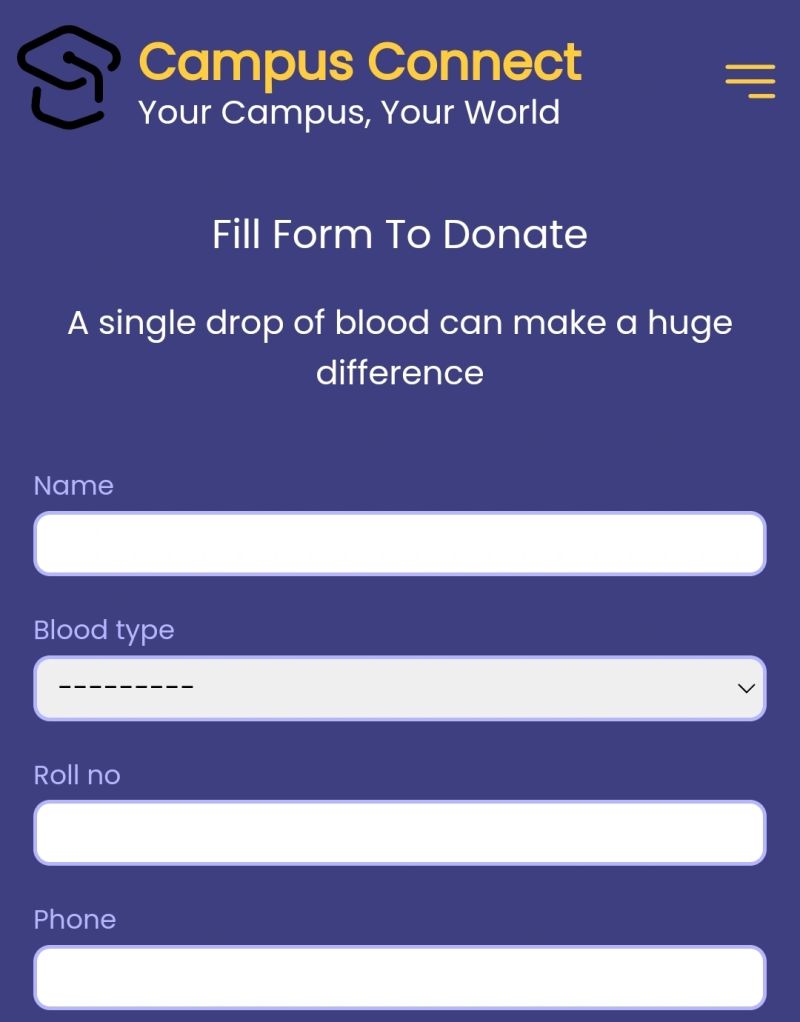 Campus Connect
Your Campus, Your World
Fill Form To Donate
A single drop of blood can make a huge
difference
Name
Blood type
---------
Roll no
Phone